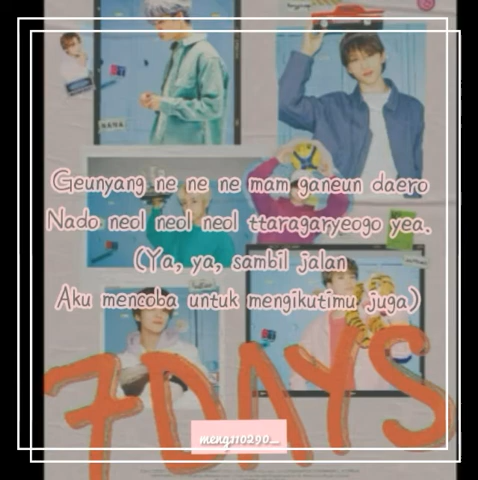 Geunyang ne ne ne mam ganeun daero
Nado neol neol neol ttaragaryeogo yea.
(Ya, ya, sambil jalan
Aku mencoba untuk mengikutimu juga)
7DAYS
meng110290_